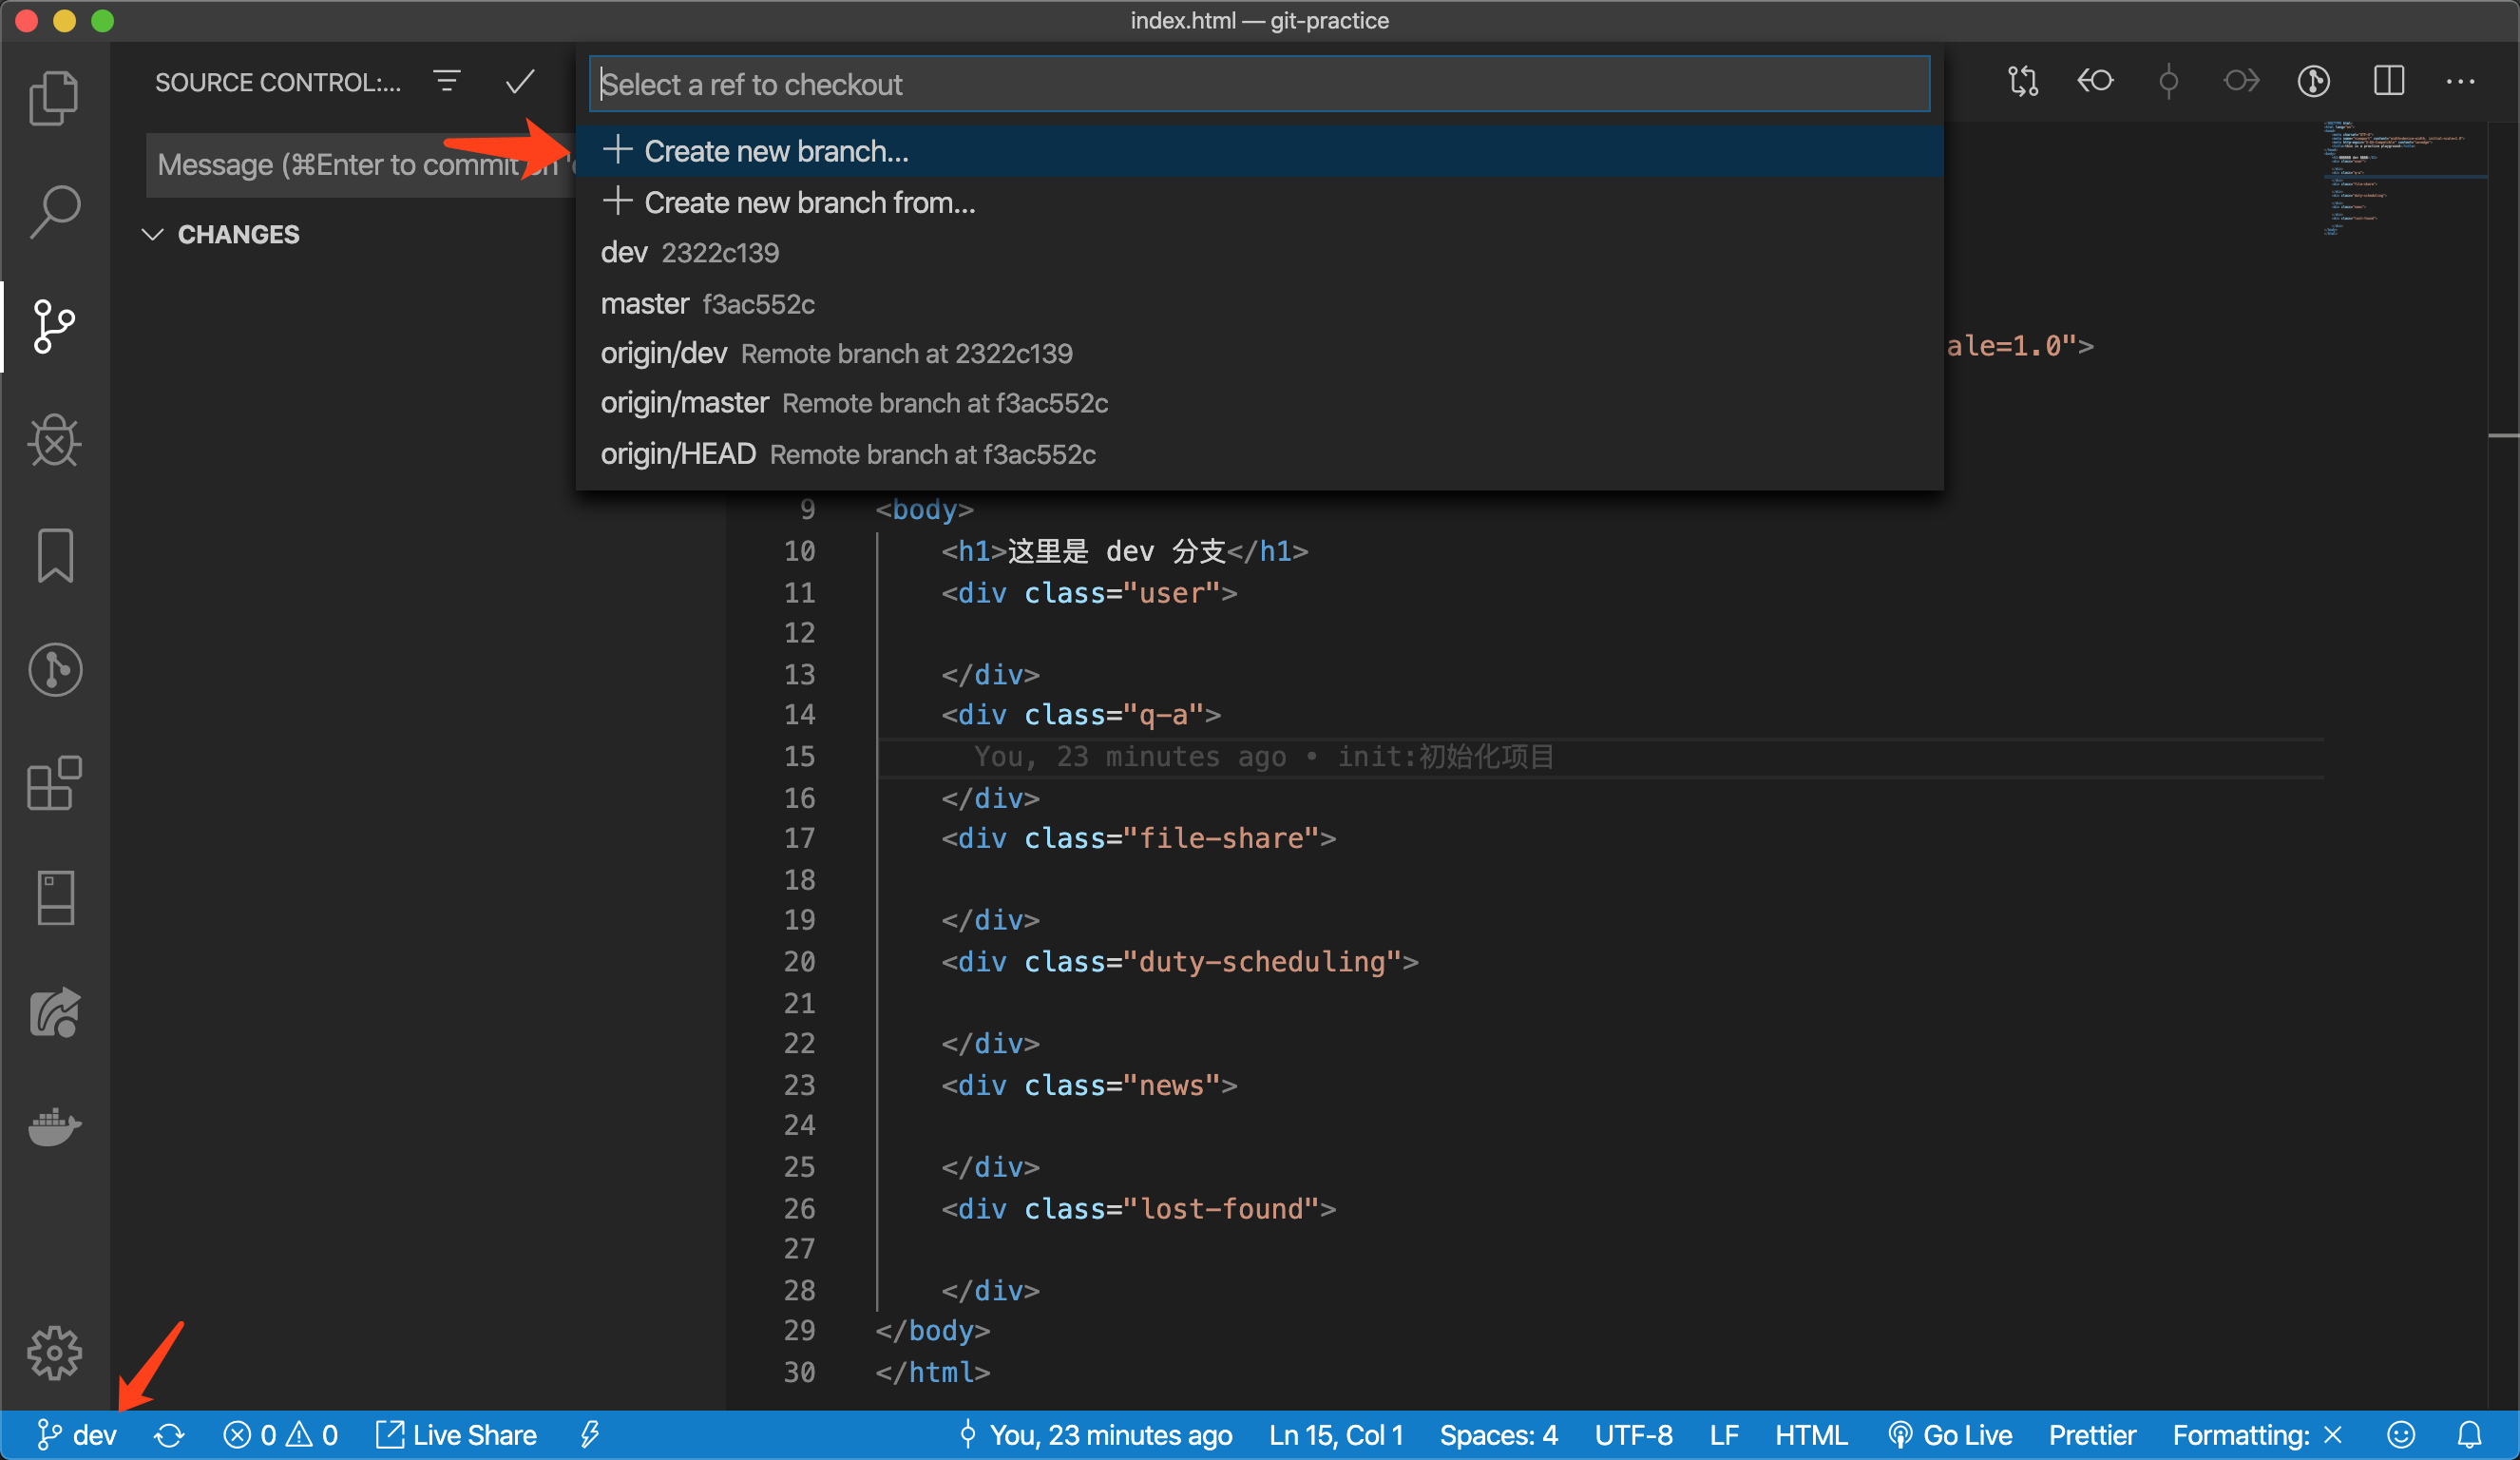 index.html — git-practice
SOURCE CONTROL:...
Select a ref to checkout
Message (⌘Enter to commit on '
Create new branch...
Create new branch from...
CHANGES
dev 2322c139
master f3ac552c
origin/dev Remote branch at 2322c139
origin/master Remote branch at f3ac552c
origin/HEAD Remote branch at f3ac552c
ale=1.0">
9 <body>
10 <h1>这里是 dev 分支</h1>
11 <div class="user">
12
13 </div>
14 <div class="q-a">
15 You, 23 minutes ago • init:初始化项目
16 </div>
17 <div class="file-share">
18
19 </div>
20 <div class="duty-scheduling">
21
22 </div>
23 <div class="news">
24
25 </div>
26 <div class="lost-found">
27
28 </div>
29 </body>
30 </html>
dev 0 0 Live Share You, 23 minutes ago Ln 15, Col 1 Spaces: 4 UTF-8 LF HTML Go Live Prettier Formatting: ×